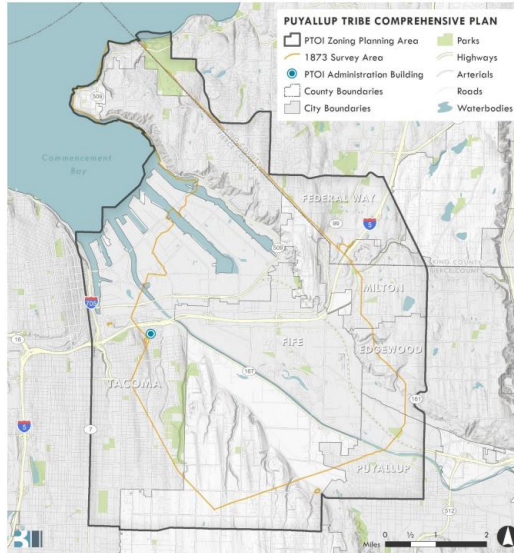 PUYALLUP TRIBE COMPREHENSIVE PLAN
PTOI Zoning Planning Area
1873 Survey Area
PTOI Administration Building
County Boundaries
City Boundaries
Parks
Highways
Arterials
Roads
Waterbodies
509
Commencement
Bay
FEDERAL WAY
99
5
509
KING COUNTY
PIERCE COUNTY
MILTON
705
16
FIFE
EDGEWOOD
TACOMA
167
161
5
7
PUYALLUP
512
Miles
0 ½ 1 2
N